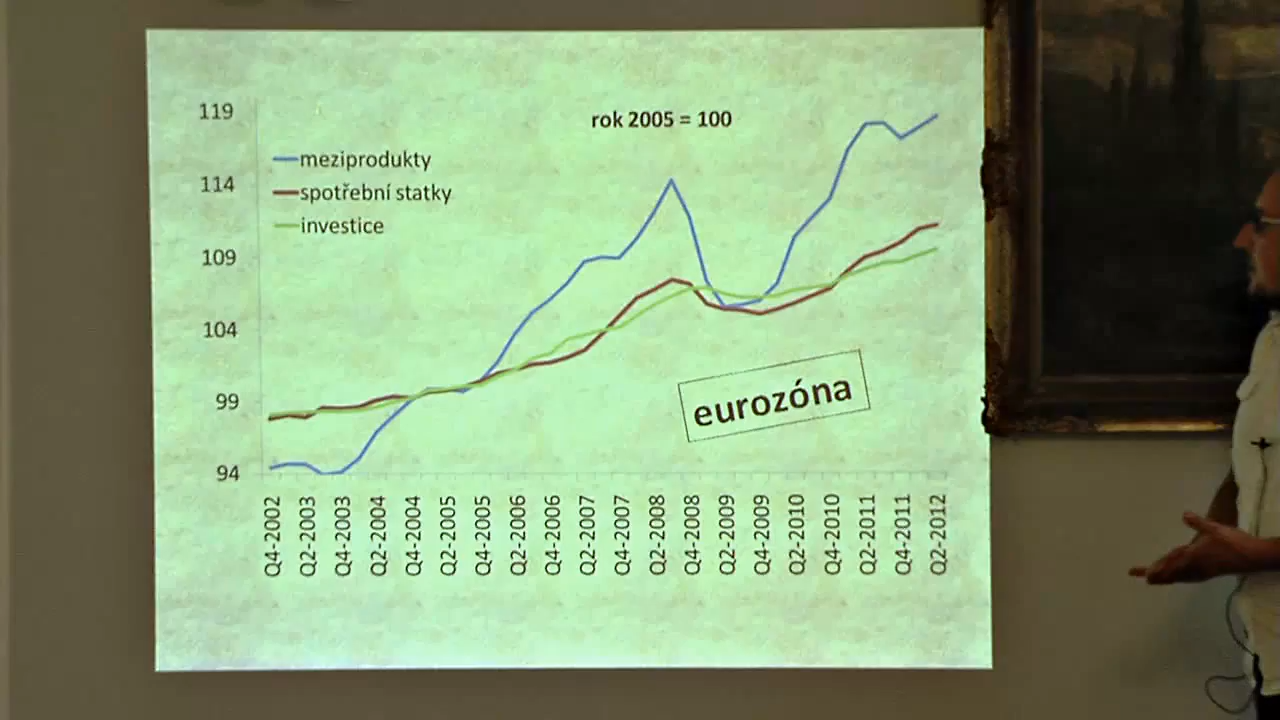 rok 2005 = 100
119
114
109
104
99
94
meziprodukty
spotřební statky
investice
eurozóna
Q4-2002
Q2-2003
Q4-2003
Q2-2004
Q4-2004
Q2-2005
Q4-2005
Q2-2006
Q4-2006
Q2-2007
Q4-2007
Q2-2008
Q4-2008
Q2-2009
Q4-2009
Q2-2010
Q4-2010
Q2-2011
Q4-2011
Q2-2012